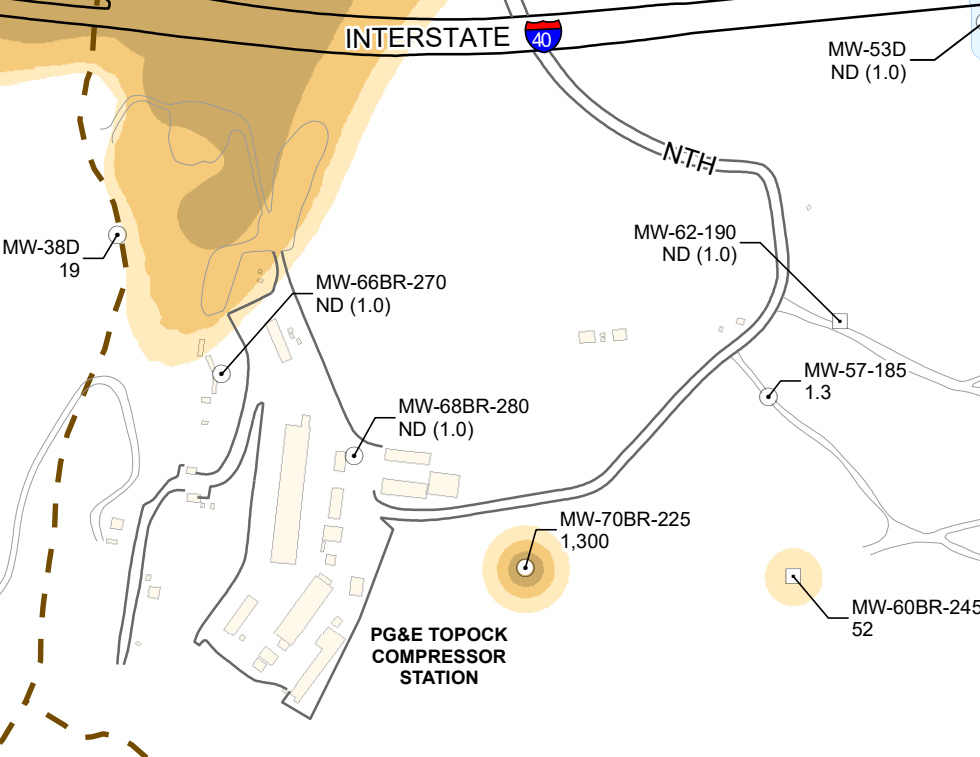 INTERSTATE 40
MW-53D
ND (1.0)
NTH
MW-38D
19
MW-62-190
ND (1.0)
MW-66BR-270
ND (1.0)
MW-57-185
1.3
MW-68BR-280
ND (1.0)
MW-70BR-225
1,300
MW-60BR-245
52
PG&E TOPOCK
COMPRESSOR
STATION